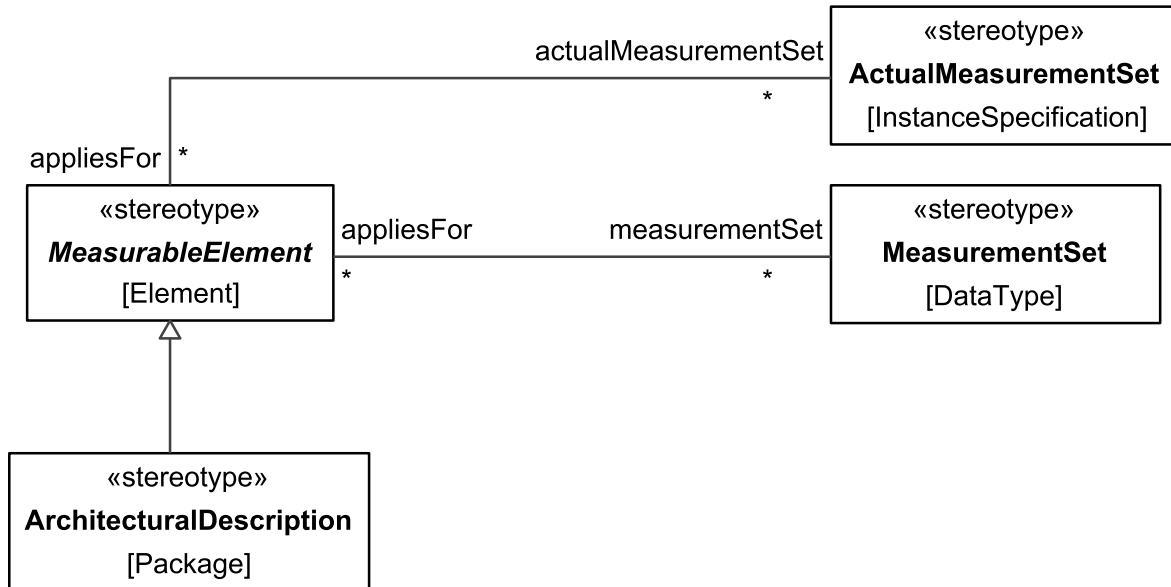 «stereotype»
ActualMeasurementSet
[InstanceSpecification]
actualMeasurementSet
*
appliesFor
*
«stereotype»
MeasurableElement
[Element]
appliesFor
*
measurementSet
*
«stereotype»
MeasurementSet
[DataType]
«stereotype»
ArchitecturalDescription
[Package]